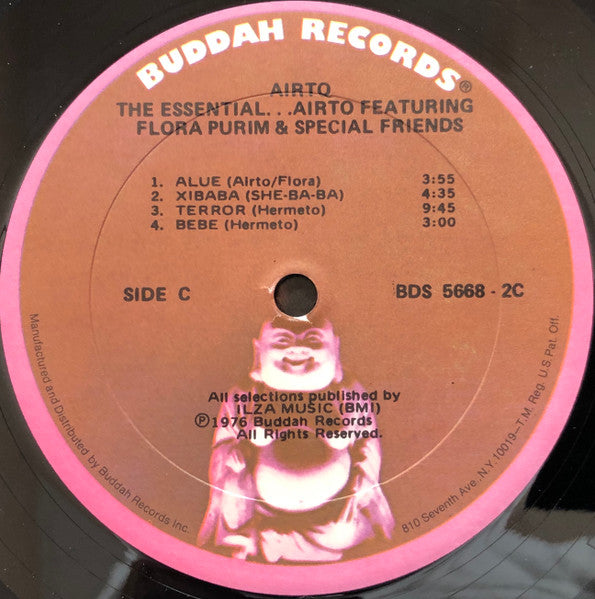 BUDDAH RECORDS®
AIRTO
THE ESSENTIAL...AIRTO FEATURING
FLORA PURIM & SPECIAL FRIENDS
1. ALUE (Airto/Flora) 3:55
2. XIBABA (SHE-BA-BA) 4:35
3. TERROR (Hermeto) 9:45
4. BEBE (Hermeto) 3:00
SIDE C BDS 5668 - 2C
All selections published by
ILZA MUSIC (BMI)
Ⓟ1976 Buddah Records
All Rights Reserved.
Manufactured and Distributed by Buddah Records Inc.
810 Seventh Ave., N.Y. 10019—T.M. Reg. U.S. Pat. Off.